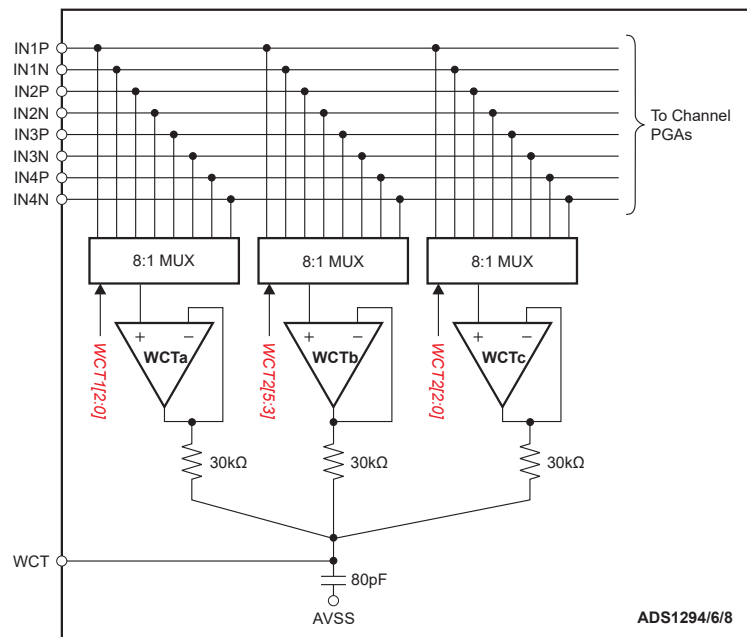 IN1P
IN1N
IN2P
IN2N
IN3P
IN3N
IN4P
IN4N
To Channel
PGAs
8:1 MUX
8:1 MUX
8:1 MUX
+ −
+ −
+ −
WCTa
WCTb
WCTc
WCT1[2:0]
WCT2[5:3]
WCT2[2:0]
30kΩ
30kΩ
30kΩ
WCT
80pF
AVSS
ADS1294/6/8